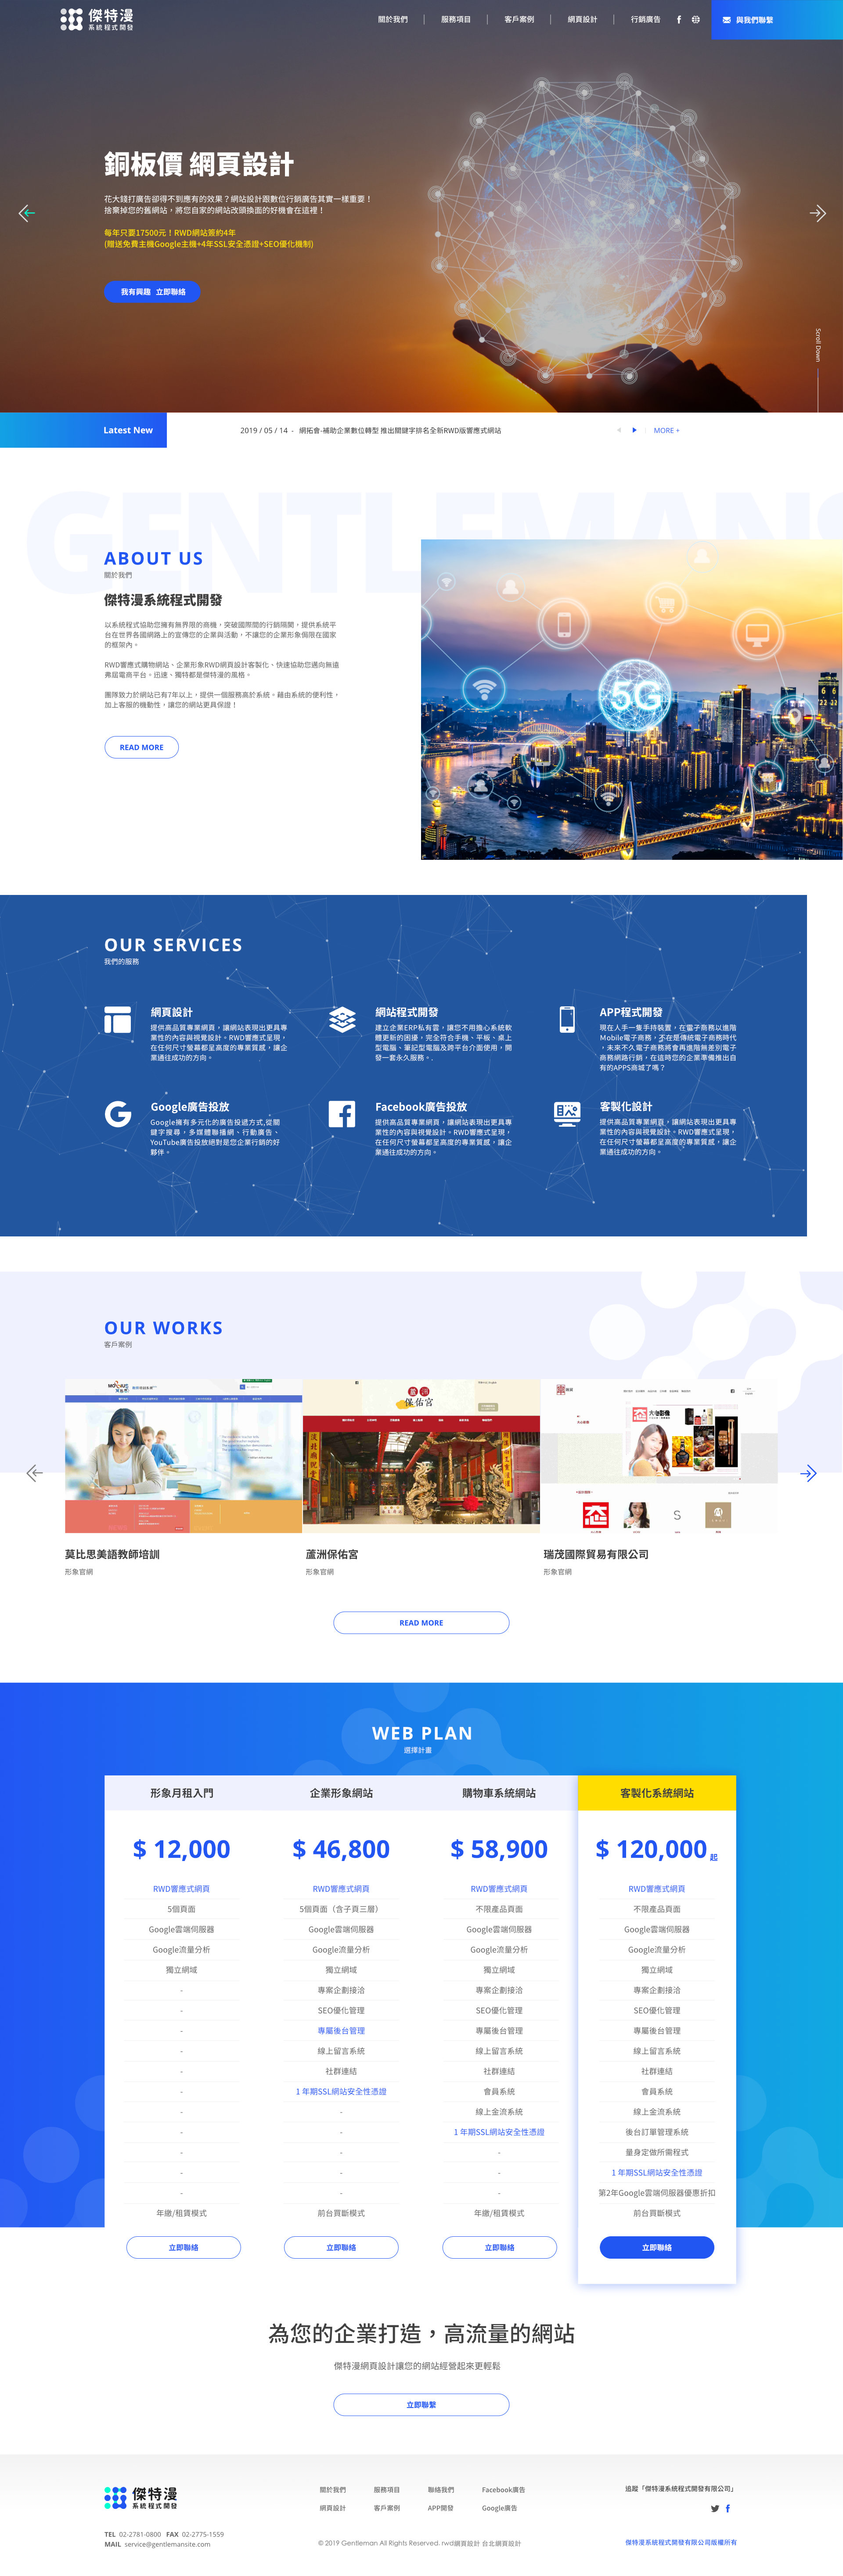 傑特漫
系統程式開發
關於我們
服務項目
客戶案例
網頁設計
行銷廣告
與我們聯繫
銅板價 網頁設計
花大錢打廣告卻得不到應有的效果？網站設計跟數位行銷廣告其實一樣重要！
捨棄掉您的舊網站，將您自家的網站改頭換面的好機會在這裡！
每年只要17500元！RWD網站簽約4年
(贈送免費主機Google主機+4年SSL安全憑證+SEO優化機制)
我有興趣 立即聯絡
Scroll Down
Latest New
2019 / 05 / 14 - 網拓會-補助企業數位轉型 推出關鍵字排名全新RWD版響應式網站
MORE +
GENTLEMANS
ABOUT US
關於我們
傑特漫系統程式開發
以系統程式協助您擁有無界限的商機，突破國際間的行銷隔閡，提供系統平
台在世界各國網路上的宣傳您的企業與活動，不讓您的企業形象侷限在國家
的框架內。
RWD響應式購物網站、企業形象RWD網頁設計客製化、快速協助您邁向無遠
弗屆電商平台。迅速、獨特都是傑特漫的風格。
團隊致力於網站已有7年以上，提供一個服務高於系統。藉由系統的便利性，
加上客服的機動性，讓您的網站更具保證！
READ MORE
5G
OUR SERVICES
我們的服務
網頁設計
提供高品質專業網頁，讓網站表現出更具專
業性的內容與視覺設計。RWD響應式呈現，
在任何尺寸螢幕都呈高度的專業質感，讓企
業通往成功的方向。
網站程式開發
建立企業ERP私有雲，讓您不用擔心系統軟
體更新的困擾，完全符合手機、平板、桌上
型電腦、筆記型電腦及跨平台介面使用，開
發一套永久服務。
APP程式開發
現在人手一隻手持裝置，在電子商務以進階
Mobile電子商務，不在是傳統電子商務時代
，未來不久電子商務將會再進階無差別電子
商務網路行銷，在這時您的企業準備推出自
有的APPS商城了嗎？
Google廣告投放
Google擁有多元化的廣告投遞方式,從關
鍵字搜尋，多媒體聯播網、行動廣告、
YouTube廣告投放絕對是您企業行銷的好
夥伴。
Facebook廣告投放
提供高品質專業網頁，讓網站表現出更具專
業性的內容與視覺設計。RWD響應式呈現，
在任何尺寸螢幕都呈高度的專業質感，讓企
業通往成功的方向。
客製化設計
提供高品質專業網頁，讓網站表現出更具專
業性的內容與視覺設計。RWD響應式呈現，
在任何尺寸螢幕都呈高度的專業質感，讓企
業通往成功的方向。
OUR WORKS
客戶案例
保佑宮
莫比思美語教師培訓
形象官網
蘆洲保佑宮
形象官網
瑞茂國際貿易有限公司
形象官網
READ MORE
WEB PLAN
選擇計畫
形象月租入門
企業形象網站
購物車系統網站
客製化系統網站
$ 12,000
$ 46,800
$ 58,900
$ 120,000 起
RWD響應式網頁
RWD響應式網頁
RWD響應式網頁
RWD響應式網頁
5個頁面
5個頁面（含子頁三層）
不限產品頁面
不限產品頁面
Google雲端伺服器
Google雲端伺服器
Google雲端伺服器
Google雲端伺服器
Google流量分析
Google流量分析
Google流量分析
Google流量分析
獨立網域
獨立網域
獨立網域
獨立網域
-
專案企劃接洽
專案企劃接洽
專案企劃接洽
-
SEO優化管理
SEO優化管理
SEO優化管理
-
專屬後台管理
專屬後台管理
專屬後台管理
-
線上留言系統
線上留言系統
線上留言系統
-
社群連結
社群連結
社群連結
-
1 年期SSL網站安全性憑證
會員系統
會員系統
-
-
線上金流系統
線上金流系統
-
-
1 年期SSL網站安全性憑證
後台訂單管理系統
-
-
-
量身定做所需程式
-
-
-
1 年期SSL網站安全性憑證
-
-
-
第2年Google雲端伺服器優惠折扣
年繳/租賃模式
前台買斷模式
年繳/租賃模式
前台買斷模式
立即聯絡
立即聯絡
立即聯絡
立即聯絡
為您的企業打造，高流量的網站
傑特漫網頁設計讓您的網站經營起來更輕鬆
立即聯繫
傑特漫
系統程式開發
TEL 02-2781-0800 FAX 02-2775-1559
MAIL service@gentlemansite.com
關於我們
服務項目
聯絡我們
Facebook廣告
網頁設計
客戶案例
APP開發
Google廣告
© 2019 Gentleman All Rights Reserved. rwd網頁設計 台北網頁設計
追蹤「傑特漫系統程式開發有限公司」
傑特漫系統程式開發有限公司版權所有